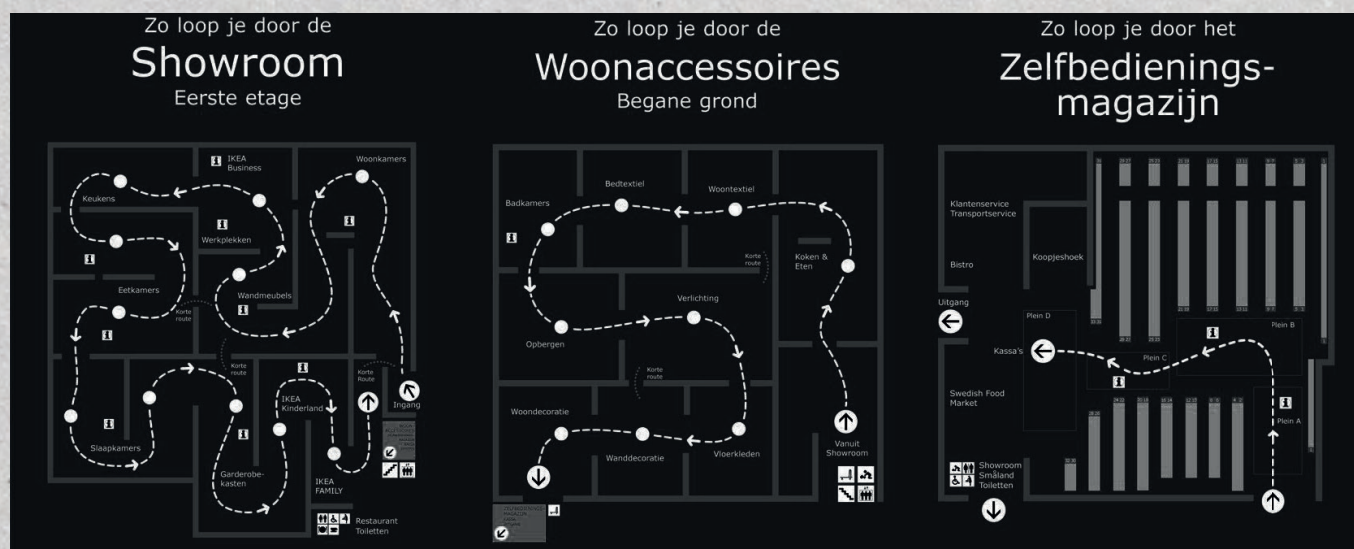 Zo loop je door de
Showroom
Eerste etage
Woonkamers
IKEA
Business
Keukens
Werkplekken
Eetkamers
Wandmeubels
Korte
route
Korte
route
Korte
Route
Ingang
IKEA
Kinderland
Slaapkamers
Garderobe-
kasten
IKEA
FAMILY
Restaurant
Toiletten
Zo loop je door de
Woonaccessoires
Begane grond
Bedtextiel
Woontextiel
Badkamers
Korte
route
Koken &
Eten
Verlichting
Opbergen
Korte
route
Woondecoratie
Wanddecoratie
Vloerkleden
Vanuit
Showroom
Zo loop je door het
Zelfbedienings-
magazijn
Klantenservice
Transportservice
Koopjeshoek
Bistro
Uitgang
Plein D
Plein B
Kassa's
Plein C
Swedish Food
Market
Plein A
Showroom
Småland
Toiletten